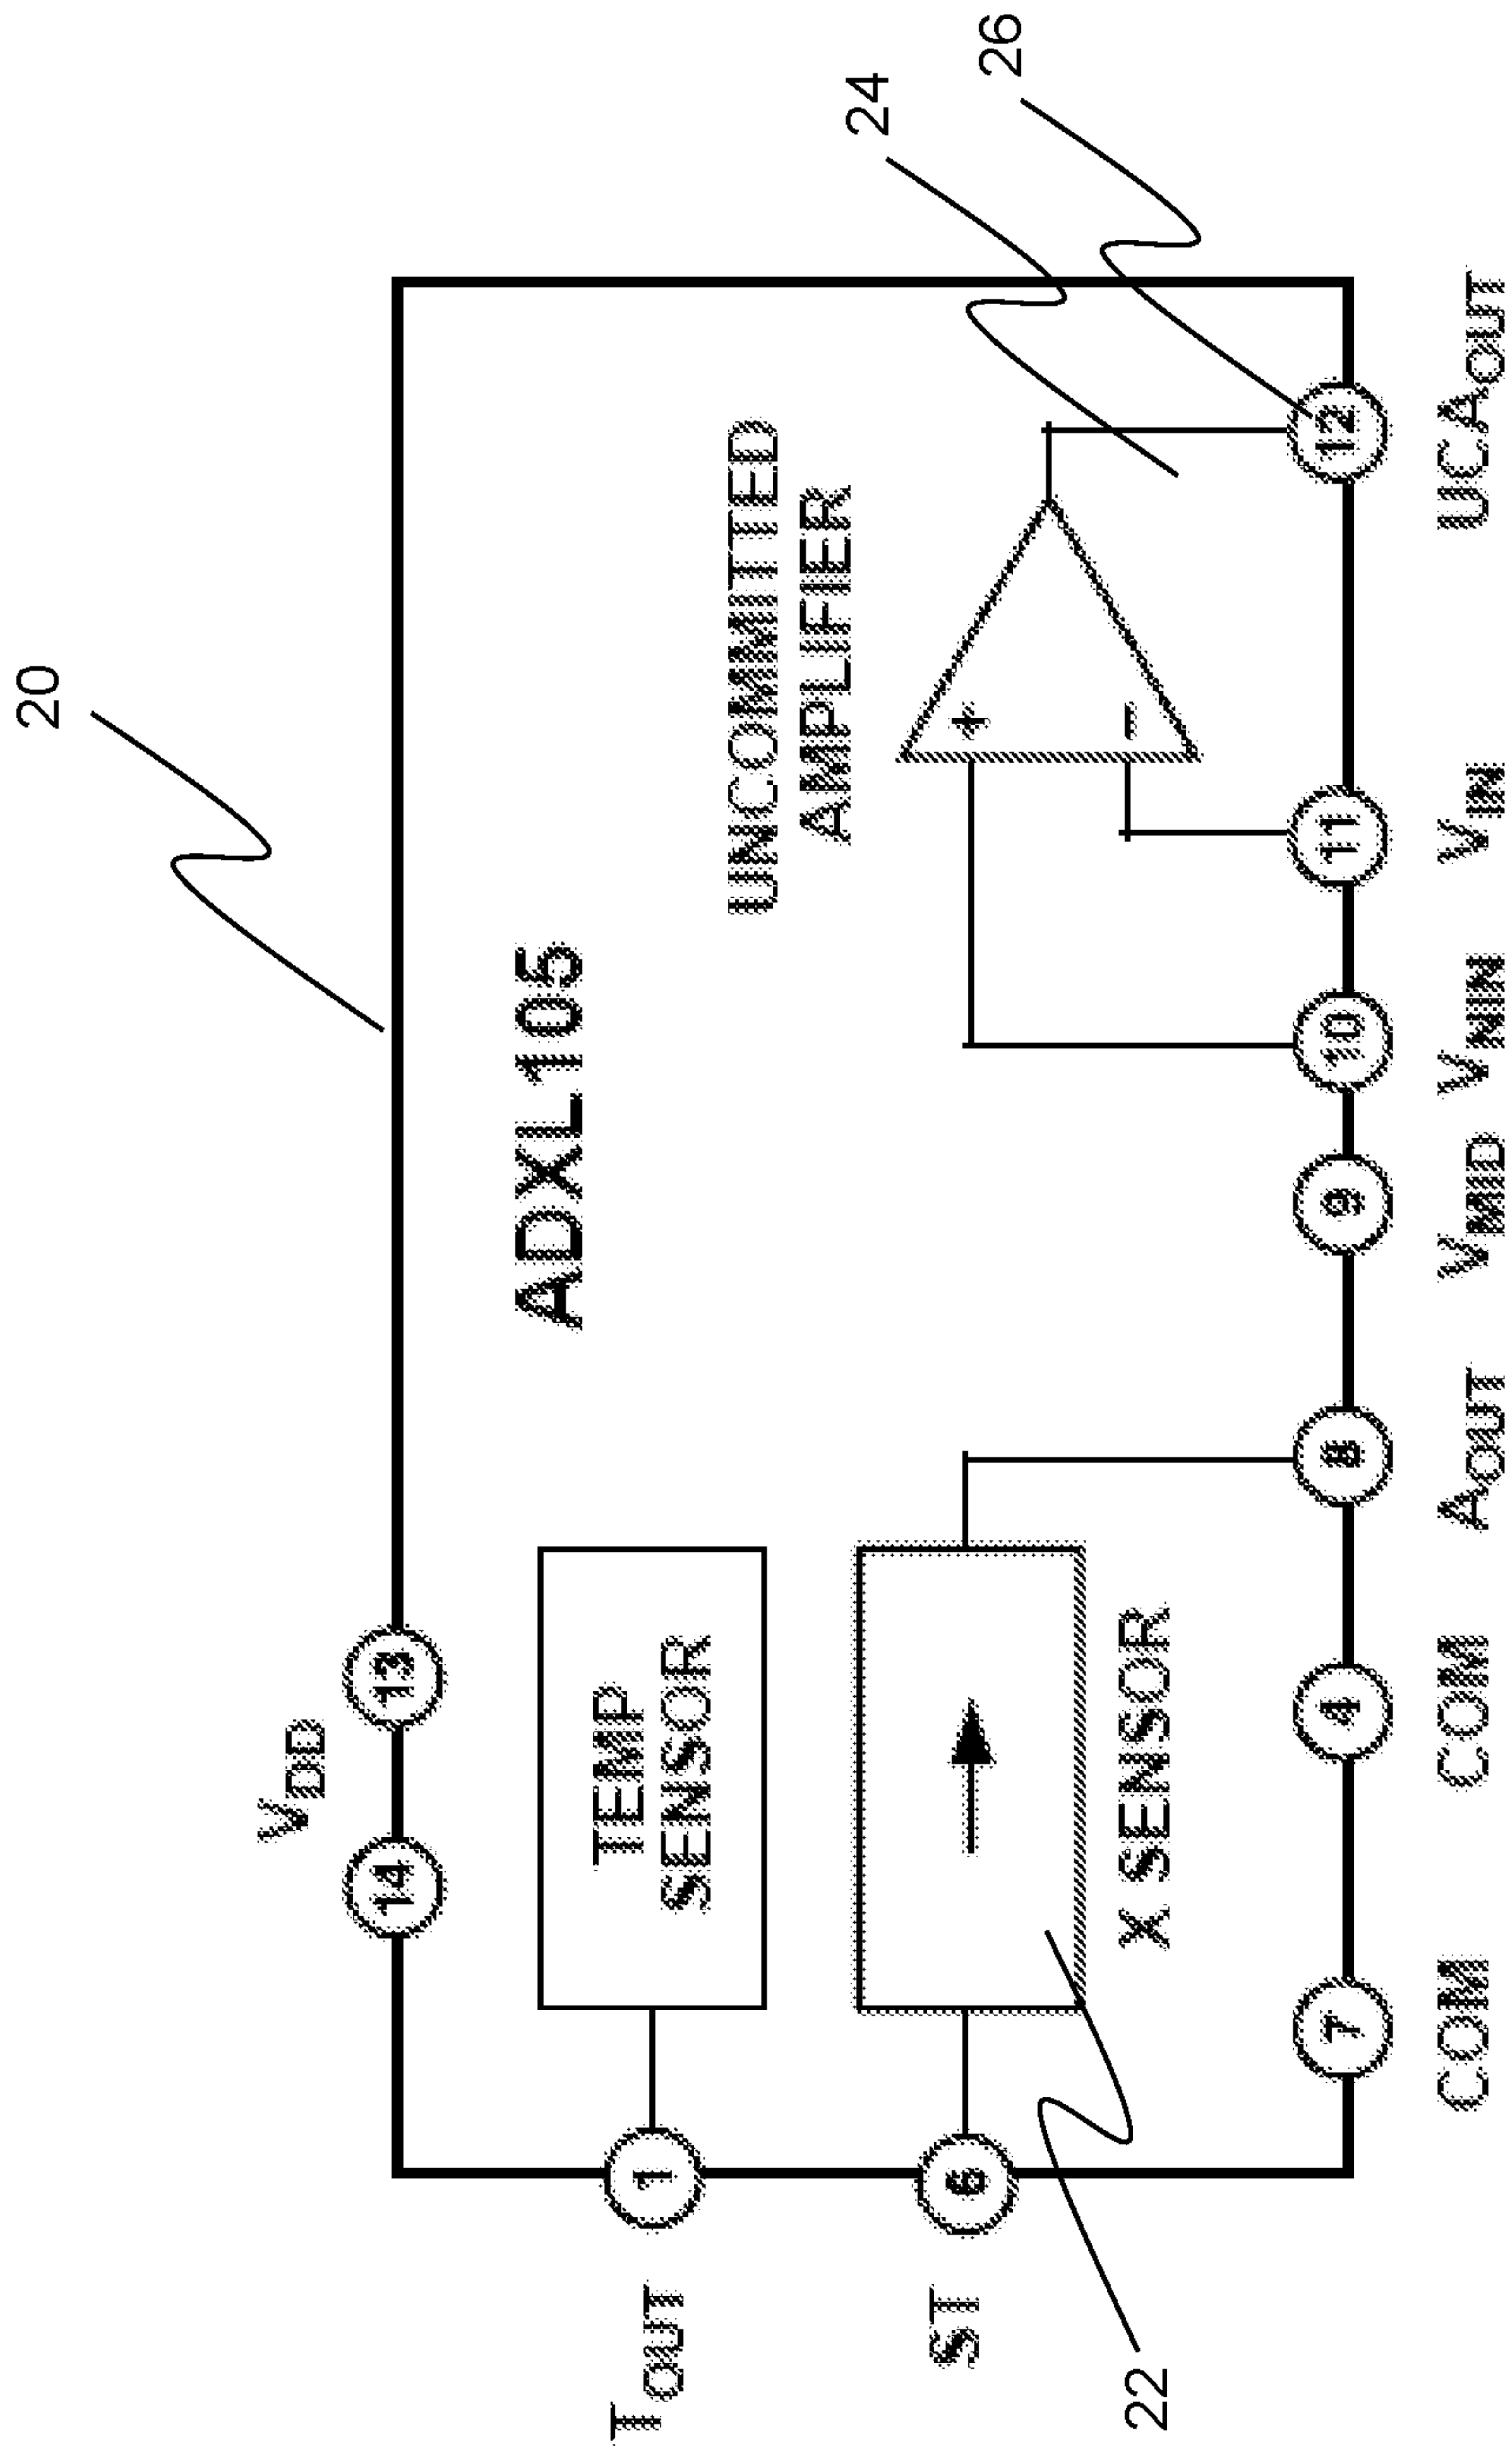 20
24
26
V_DD
14
13
ADXL105
T_OUT
1
TEMP
SENSOR
UNCOMMITTED
AMPLIFIER
ST
6
+
−
X SENSOR
22
7
4
8
9
10
11
12
COM
COM
A_OUT
V_MID
V_NIN
V_IN
UCA_OUT